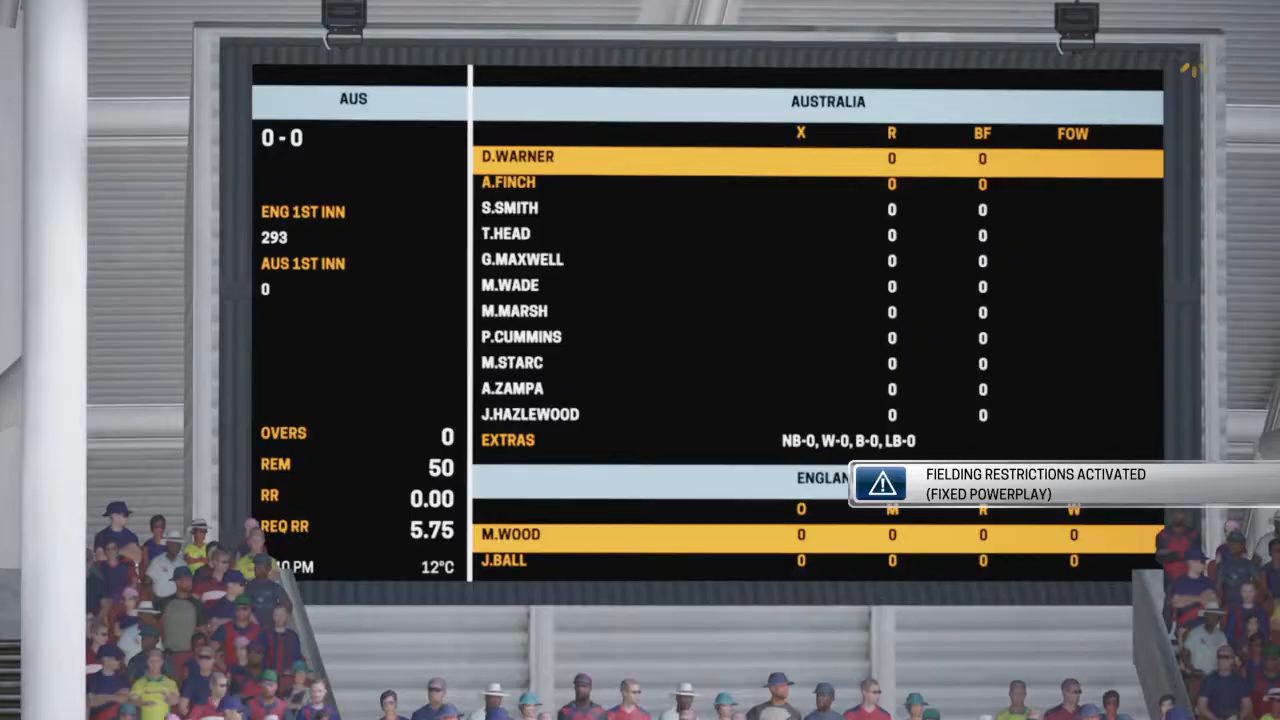 AUS
0 - 0
ENG 1ST INN
293
AUS 1ST INN
0
OVERS 0
REM 50
RR 0.00
REQ RR 5.75
PM 12°C
AUSTRALIA
X R BF FOW
D.WARNER 0 0
A.FINCH 0 0
S.SMITH 0 0
T.HEAD 0 0
G.MAXWELL 0 0
M.WADE 0 0
M.MARSH 0 0
P.CUMMINS 0 0
M.STARC 0 0
A.ZAMPA 0 0
J.HAZLEWOOD 0 0
EXTRAS NB-0, W-0, B-0, LB-0
ENGLAN
O M R W
M.WOOD 0 0 0 0
J.BALL 0 0 0 0
FIELDING RESTRICTIONS ACTIVATED
(FIXED POWERPLAY)